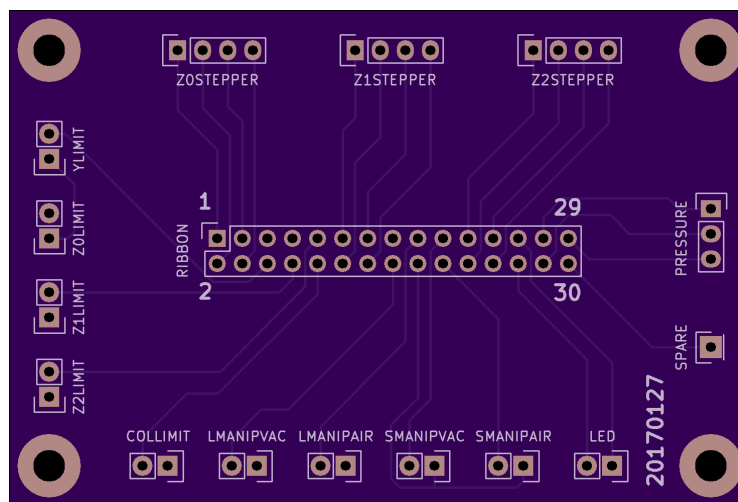 Z0STEPPER
Z1STEPPER
Z2STEPPER
YLIMIT
Z0LIMIT
Z1LIMIT
Z2LIMIT
RIBBON
1
29
2
30
PRESSURE
SPARE
COLLIMIT
LMANIPVAC
LMANIPAIR
SMANIPVAC
SMANIPAIR
LED
20170127